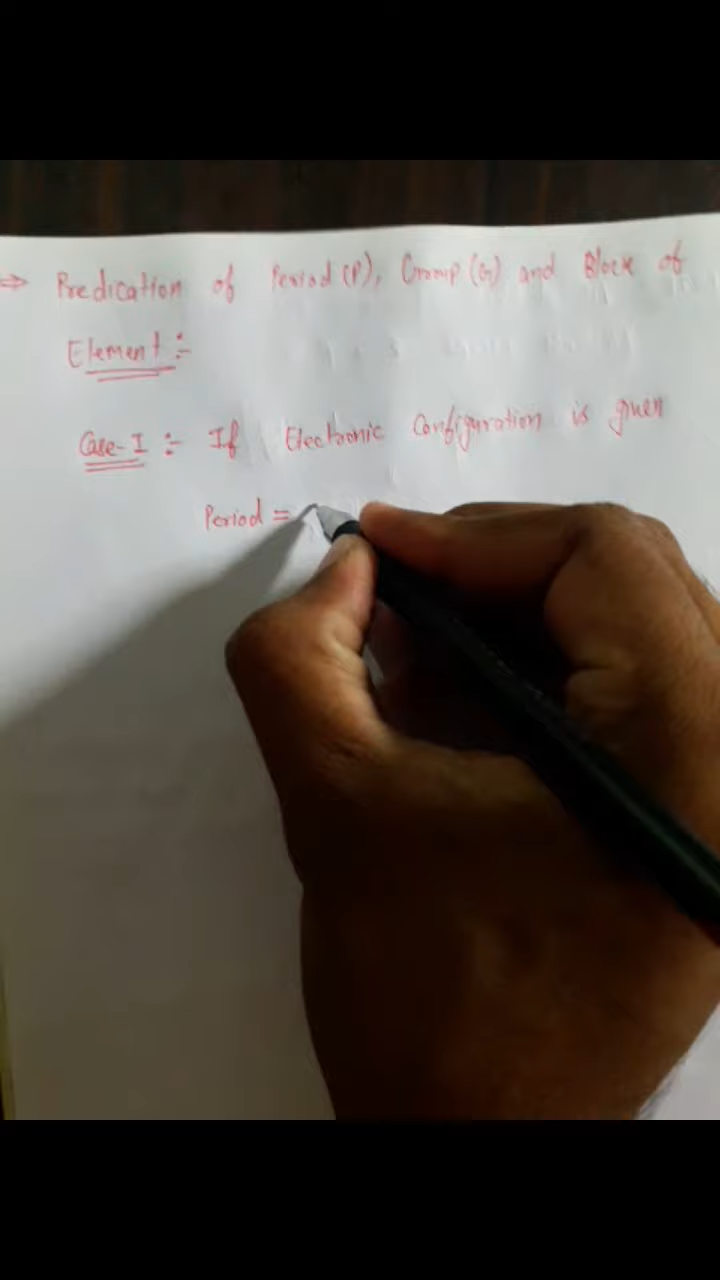 ⇒ Predication of Period (P), Group (G) and Block of
Element :-
Case-I :- If Electronic Configuration is given
Period =